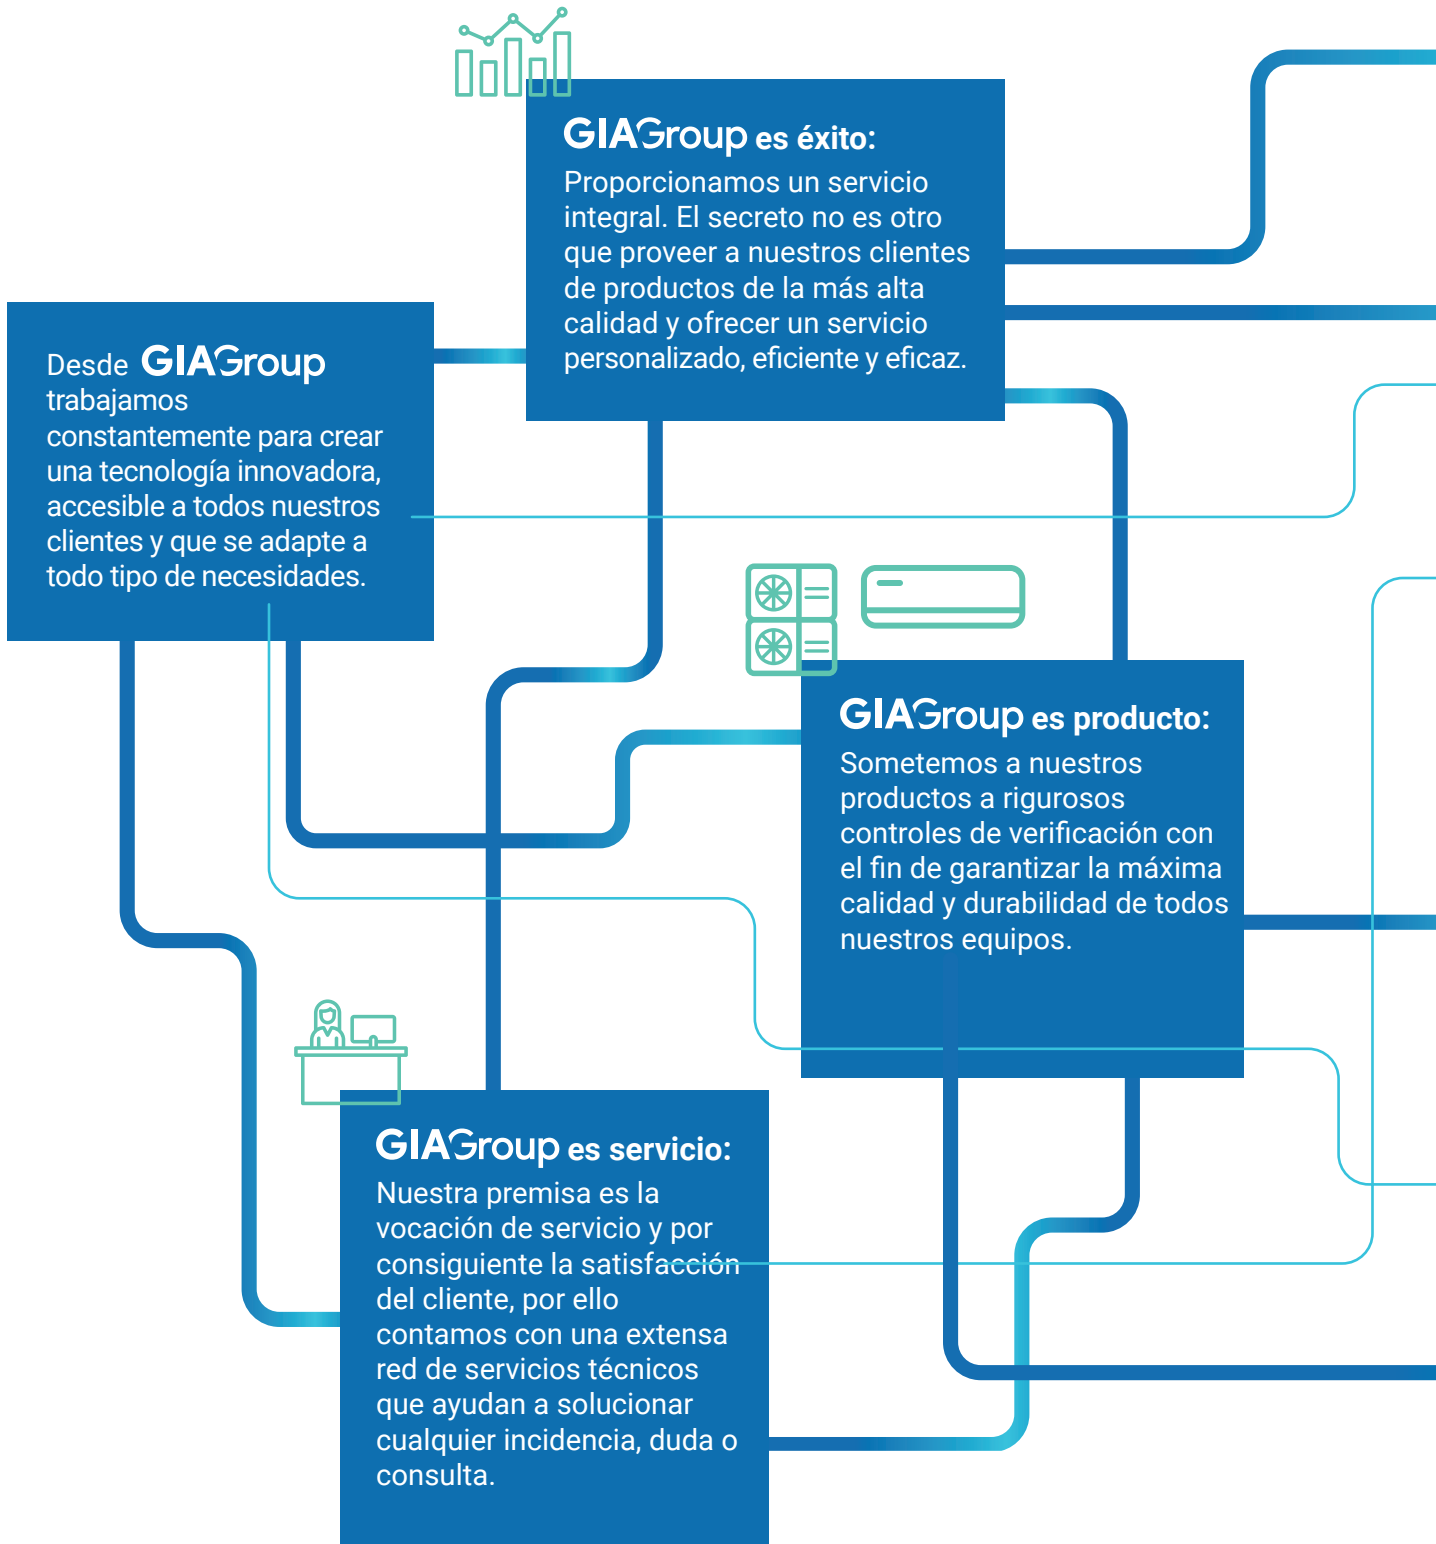 GIAGroup es éxito:
Proporcionamos un servicio
integral. El secreto no es otro
que proveer a nuestros clientes
de productos de la más alta
calidad y ofrecer un servicio
personalizado, eficiente y eficaz.
Desde GIAGroup
trabajamos
constantemente para crear
una tecnología innovadora,
accesible a todos nuestros
clientes y que se adapte a
todo tipo de necesidades.
GIAGroup es producto:
Sometemos a nuestros
productos a rigurosos
controles de verificación con
el fin de garantizar la máxima
calidad y durabilidad de todos
nuestros equipos.
GIAGroup es servicio:
Nuestra premisa es la
vocación de servicio y por
consiguiente la satisfacción
del cliente, por ello
contamos con una extensa
red de servicios técnicos
que ayudan a solucionar
cualquier incidencia, duda o
consulta.